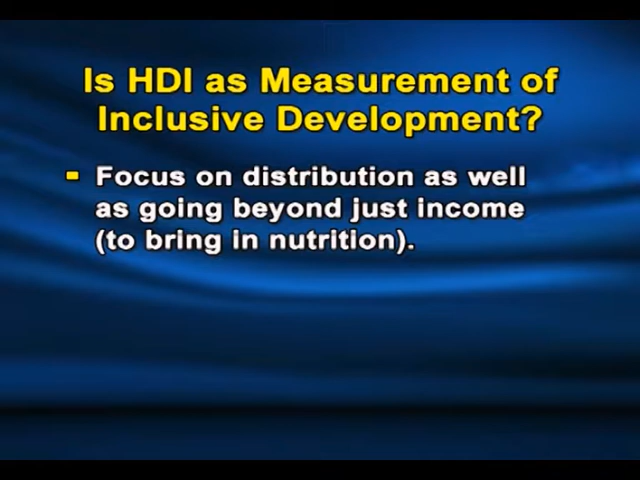 Is HDI as Measurement of
Inclusive Development?
Focus on distribution as well
as going beyond just income
(to bring in nutrition).